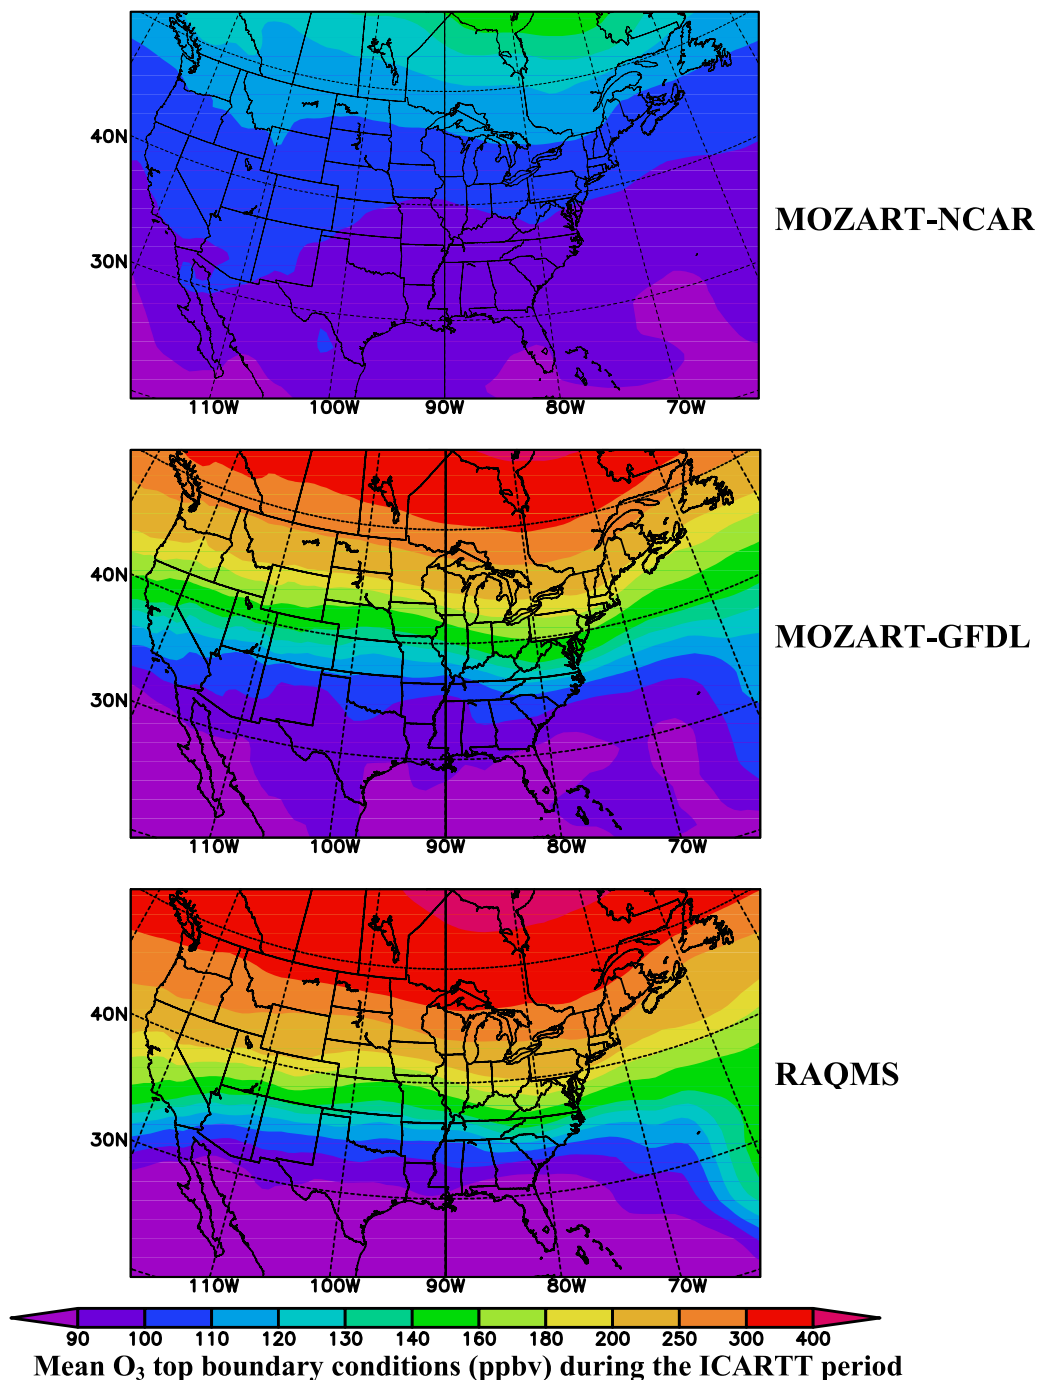 40N
30N
110W 100W 90W 80W 70W
MOZART-NCAR
40N
30N
110W 100W 90W 80W 70W
MOZART-GFDL
40N
30N
110W 100W 90W 80W 70W
RAQMS
90 100 110 120 130 140 160 180 200 250 300 400
Mean O₃ top boundary conditions (ppbv) during the ICARTT period